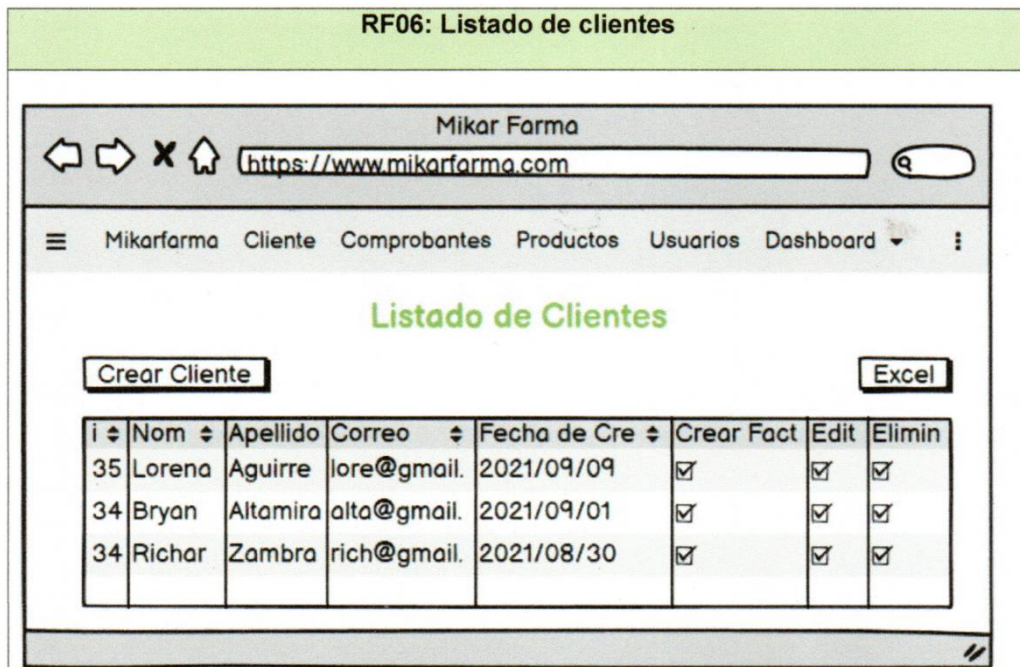 RF06: Listado de clientes
Mikar Farma
https://www.mikarfarma.com
Mikarfarma Cliente Comprobantes Productos Usuarios Dashboard
Listado de Clientes
Crear Cliente Excel
i Nom Apellido Correo Fecha de Cre Crear Fact Edit Elimin
35 Lorena Aguirre lore@gmail. 2021/09/09
34 Bryan Altamira alta@gmail. 2021/09/01
34 Richar Zambra rich@gmail. 2021/08/30